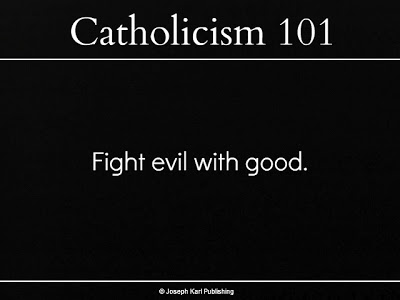 Catholicism 101
Fight evil with good.
© Joseph Karl Publishing